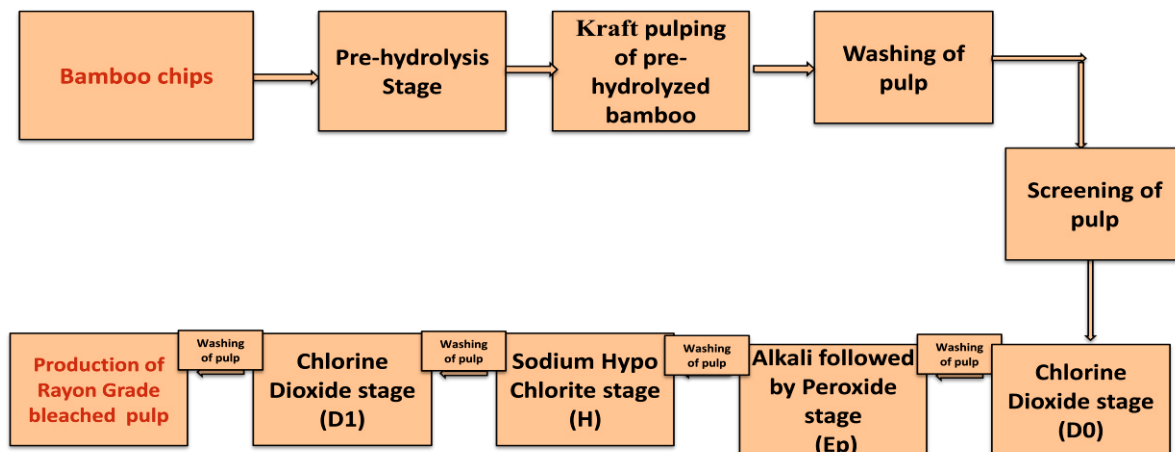 Bamboo chips
Pre-hydrolysis
Stage
Kraft pulping
of pre-
hydrolyzed
bamboo
Washing of
pulp
Screening of
pulp
Chlorine
Dioxide stage
(D0)
Washing
of pulp
Alkali followed
by Peroxide
stage
(Ep)
Washing
of pulp
Sodium Hypo
Chlorite stage
(H)
Washing
of pulp
Chlorine
Dioxide stage
(D1)
Washing
of pulp
Production of
Rayon Grade
bleached pulp